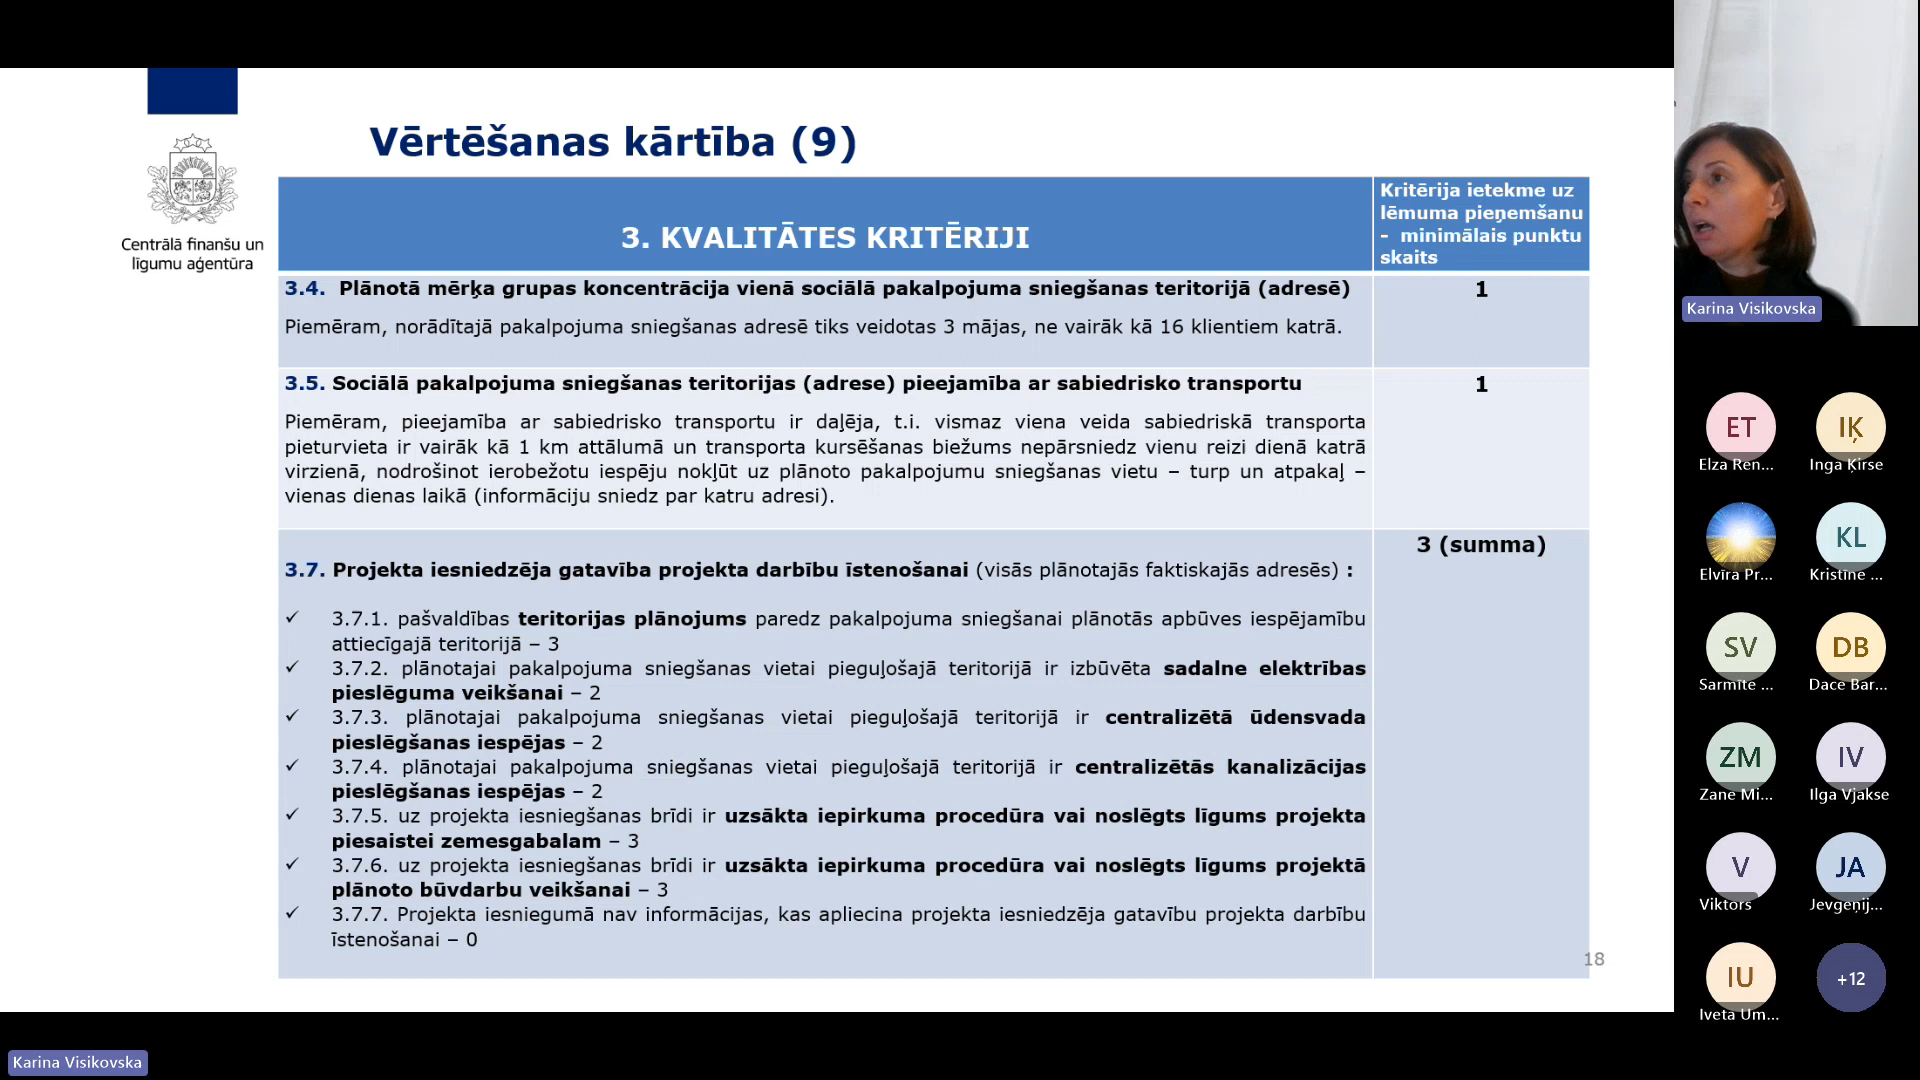 Vērtēšanas kārtība (9)
Centrālā finanšu un
līgumu aģentūra
3. KVALITĀTES KRITĒRIJI
Kritērija ietekme uz
lēmuma pieņemšanu
- minimālais punktu
skaits
3.4. Plānotā mērķa grupas koncentrācija vienā sociālā pakalpojuma sniegšanas teritorijā (adresē)
1
Piemēram, norādītajā pakalpojuma sniegšanas adresē tiks veidotas 3 mājas, ne vairāk kā 16 klientiem katrā.
3.5. Sociālā pakalpojuma sniegšanas teritorijas (adrese) pieejamība ar sabiedrisko transportu
1
Piemēram, pieejamība ar sabiedrisko transportu ir daļēja, t.i. vismaz viena veida sabiedriskā transporta
pieturvieta ir vairāk kā 1 km attālumā un transporta kursēšanas biežums nepārsniedz vienu reizi dienā katrā
virzienā, nodrošinot ierobežotu iespēju nokļūt uz plānoto pakalpojumu sniegšanas vietu – turp un atpakaļ –
vienas dienas laikā (informāciju sniedz par katru adresi).
3 (summa)
3.7. Projekta iesniedzēja gatavība projekta darbību īstenošanai (visās plānotajās faktiskajās adresēs) :
✓ 3.7.1. pašvaldības teritorijas plānojums paredz pakalpojuma sniegšanai plānotās apbūves iespējamību
attiecīgajā teritorijā – 3
✓ 3.7.2. plānotajai pakalpojuma sniegšanas vietai pieguļošajā teritorijā ir izbūvēta sadalne elektrības
pieslēguma veikšanai – 2
✓ 3.7.3. plānotajai pakalpojuma sniegšanas vietai pieguļošajā teritorijā ir centralizētā ūdensvada
pieslēgšanas iespējas – 2
✓ 3.7.4. plānotajai pakalpojuma sniegšanas vietai pieguļošajā teritorijā ir centralizētās kanalizācijas
pieslēgšanas iespējas – 2
✓ 3.7.5. uz projekta iesniegšanas brīdi ir uzsākta iepirkuma procedūra vai noslēgts līgums projekta
piesaistei zemesgabalam – 3
✓ 3.7.6. uz projekta iesniegšanas brīdi ir uzsākta iepirkuma procedūra vai noslēgts līgums projektā
plānoto būvdarbu veikšanai – 3
✓ 3.7.7. Projekta iesniegumā nav informācijas, kas apliecina projekta iesniedzēja gatavību projekta darbību
īstenošanai – 0
18
Karina Visikovska
ET
Elza Ren...
IĶ
Inga Ķirse
Elvīra Pr...
KL
Kristīne ...
SV
Sarmīte ...
DB
Dace Bar...
ZM
Zane Mi...
IV
Ilga Vjakse
V
Viktors
JA
Jevgeņij...
IU
Iveta Um...
+12
Karina Visikovska